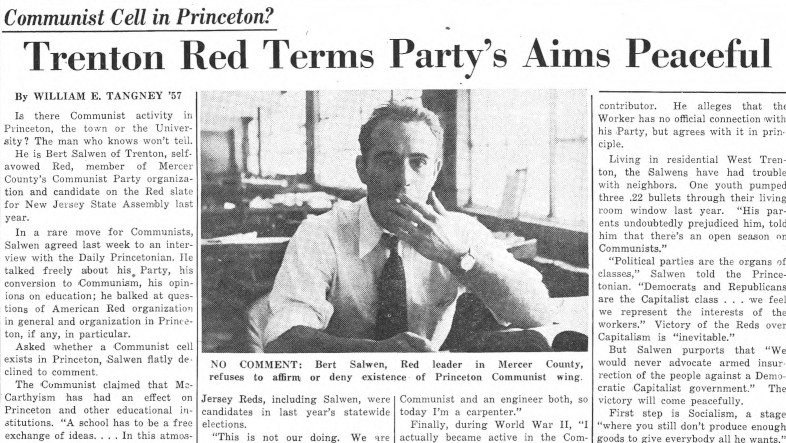 Communist Cell in Princeton?
Trenton Red Terms Party's Aims Peaceful
By WILLIAM E. TANGNEY '57
Is there Communist activity in
Princeton, the town or the Univer-
sity? The man who knows won't tell.
He is Bert Salwen of Trenton, self-
avowed Red, member of Mercer
County's Communist Party organiza-
tion and candidate on the Red slate
for New Jersey State Assembly last
year.
In a rare move for Communists,
Salwen agreed last week to an inter-
view with the Daily Princetonian. He
talked freely about his Party, his
conversion to Communism, his opin-
ions on education; he balked at ques-
tions of American Red organization
in general and organization in Prince-
ton, if any, in particular.
Asked whether a Communist cell
exists in Princeton, Salwen flatly de-
clined to comment.
The Communist claimed that Mc-
Carthyism has had an effect on
Princeton and other educational in-
stitutions. "A school has to be a free
exchange of ideas. . . . In this atmos-
NO COMMENT: Bert Salwen, Red leader in Mercer County,
refuses to affirm or deny existence of Princeton Communist wing.
Jersey Reds, including Salwen, were
candidates in last year's statewide
elections.
"This is not our doing. We are
Communist and an engineer both, so
today I'm a carpenter."
Finally, during World War II, "I
actually became active in the Com-
contributor. He alleges that the
Worker has no official connection with
his Party, but agrees with it in prin-
ciple.
Living in residential West Tren-
ton, the Salwens have had trouble
with neighbors. One youth pumped
three .22 bullets through their living
room window last year. "His par-
ents undoubtedly prejudiced him, told
him that there's an open season on
Communists."
"Political parties are the organs of
classes," Salwen told the Prince-
tonian. "Democrats and Republicans
are the Capitalist class . . . we feel
we represent the interests of the
workers." Victory of the Reds over
Capitalism is "inevitable."
But Salwen purports that "We
would never advocate armed insur-
rection of the people against a Demo-
cratic Capitalist government." The
victory will come peacefully.
First step is Socialism, a stage
"where you still don't produce enough
goods to give everybody all he wants."